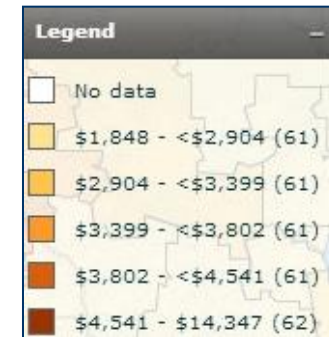 Legend –
No data
$1,848 - <$2,904 (61)
$2,904 - <$3,399 (61)
$3,399 - <$3,802 (61)
$3,802 - <$4,541 (61)
$4,541 - $14,347 (62)